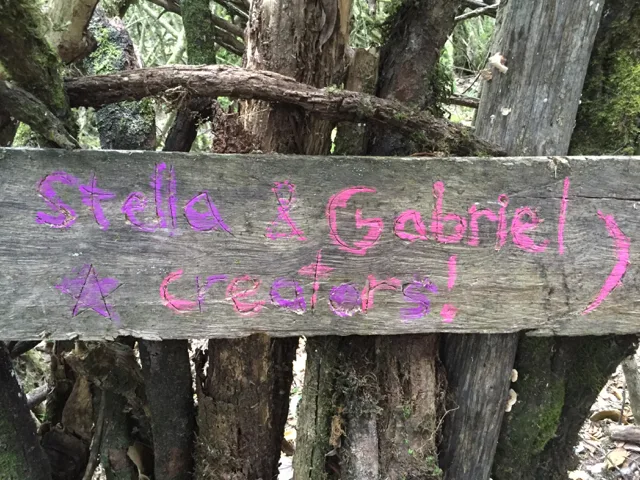 Stella & Gabriel
☆ creators! )